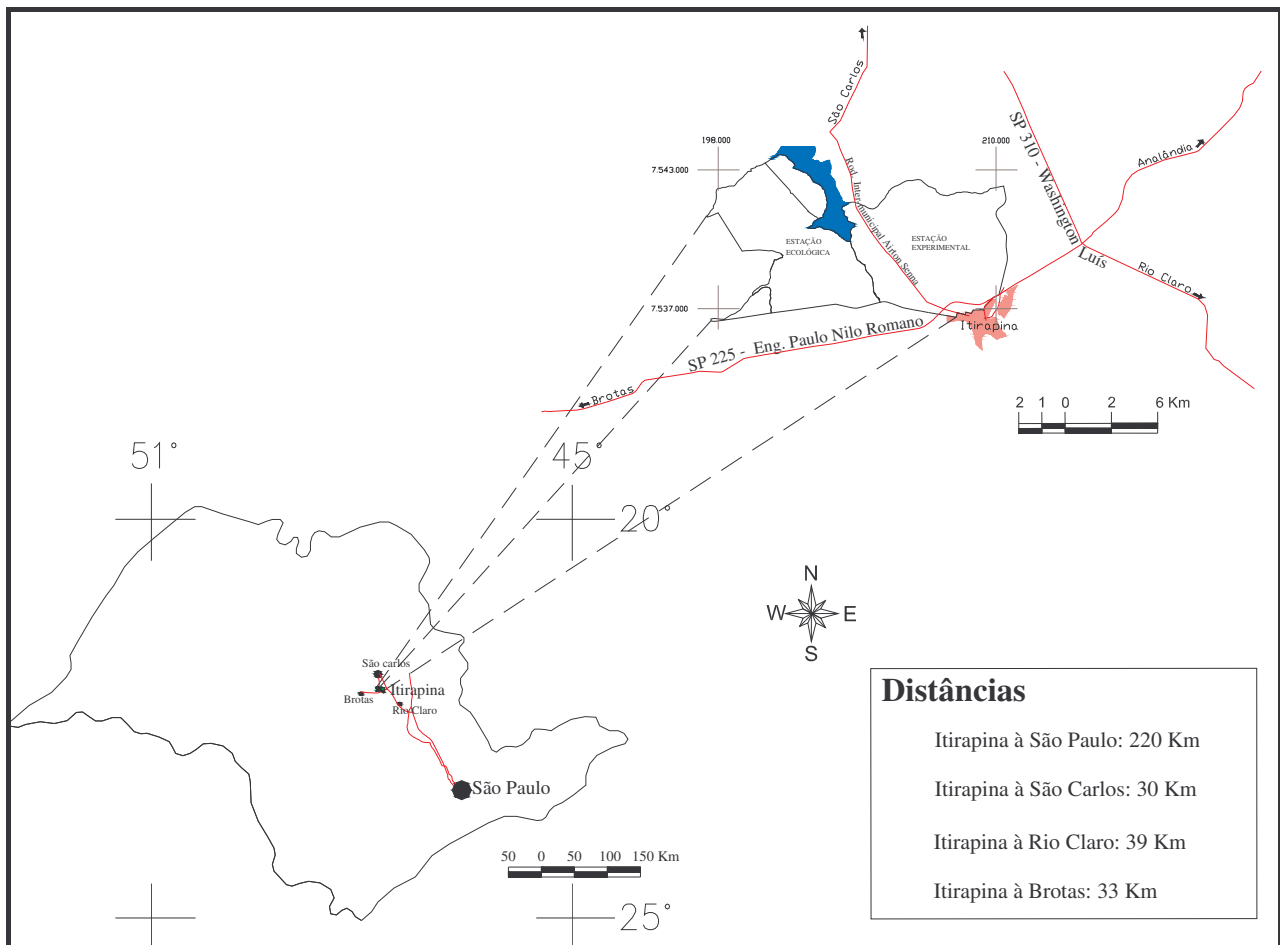 São Carlos
198.000
210.000
7.543.000
7.537.000
Rod. Inter municipal Airton Senna
SP 310 - Washington Luís
Analândia
Rio Claro
ESTAÇÃO
ECOLÓGICA
ESTAÇÃO
EXPERIMENTAL
Itirapina
SP 225 - Eng. Paulo Nilo Romano
Brotas
2 1 0 2 6 Km
51°
45°
20°
25°
N
W
E
S
São carlos
Itirapina
Brotas
Rio Claro
São Paulo
50 0 50 100 150 Km
Distâncias
Itirapina à São Paulo: 220 Km
Itirapina à São Carlos: 30 Km
Itirapina à Rio Claro: 39 Km
Itirapina à Brotas: 33 Km